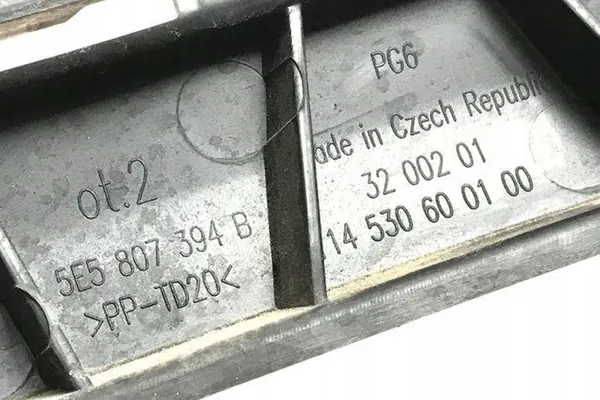 ot.2
5E5 807 394 B
>PP-TD20<
PG6
ade in Czech Republic
32 002 01
14 530 60 01 00